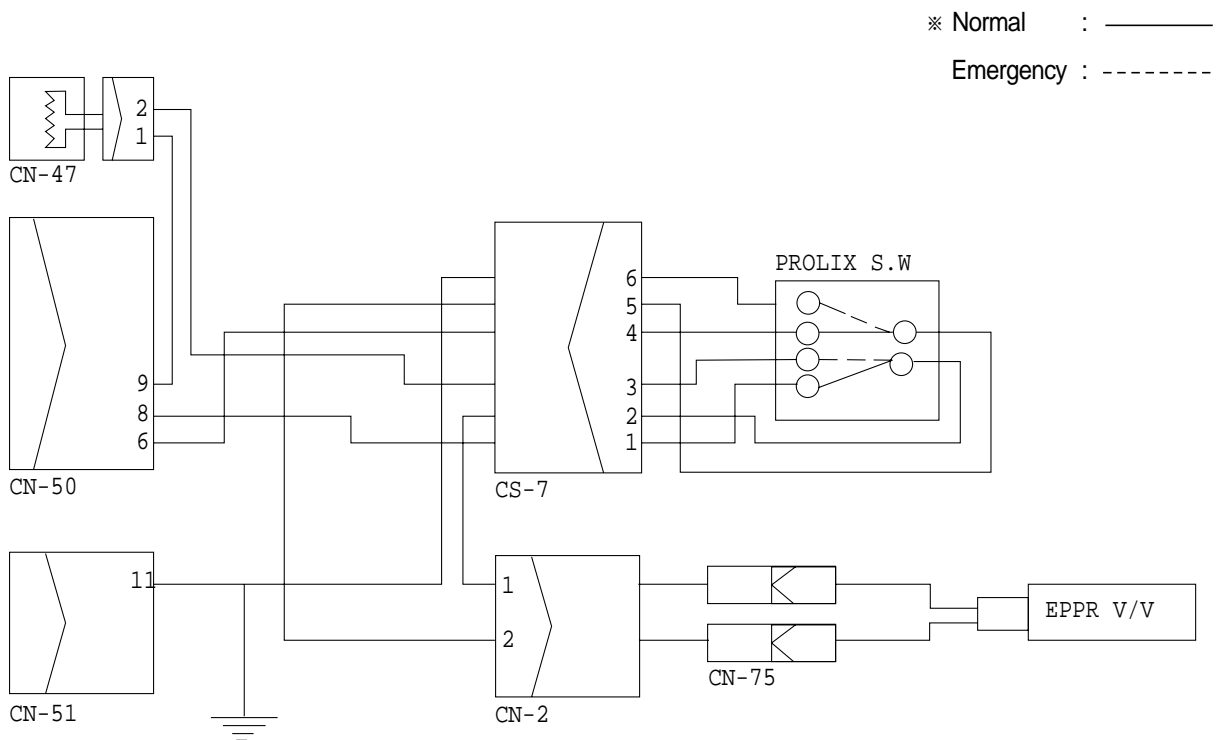 ※ Normal :
Emergency :
2
1
CN-47
9
8
6
CN-50
6
5
4
3
2
1
CS-7
PROLIX S.W
11
CN-51
1
2
CN-2
CN-75
EPPR V/V